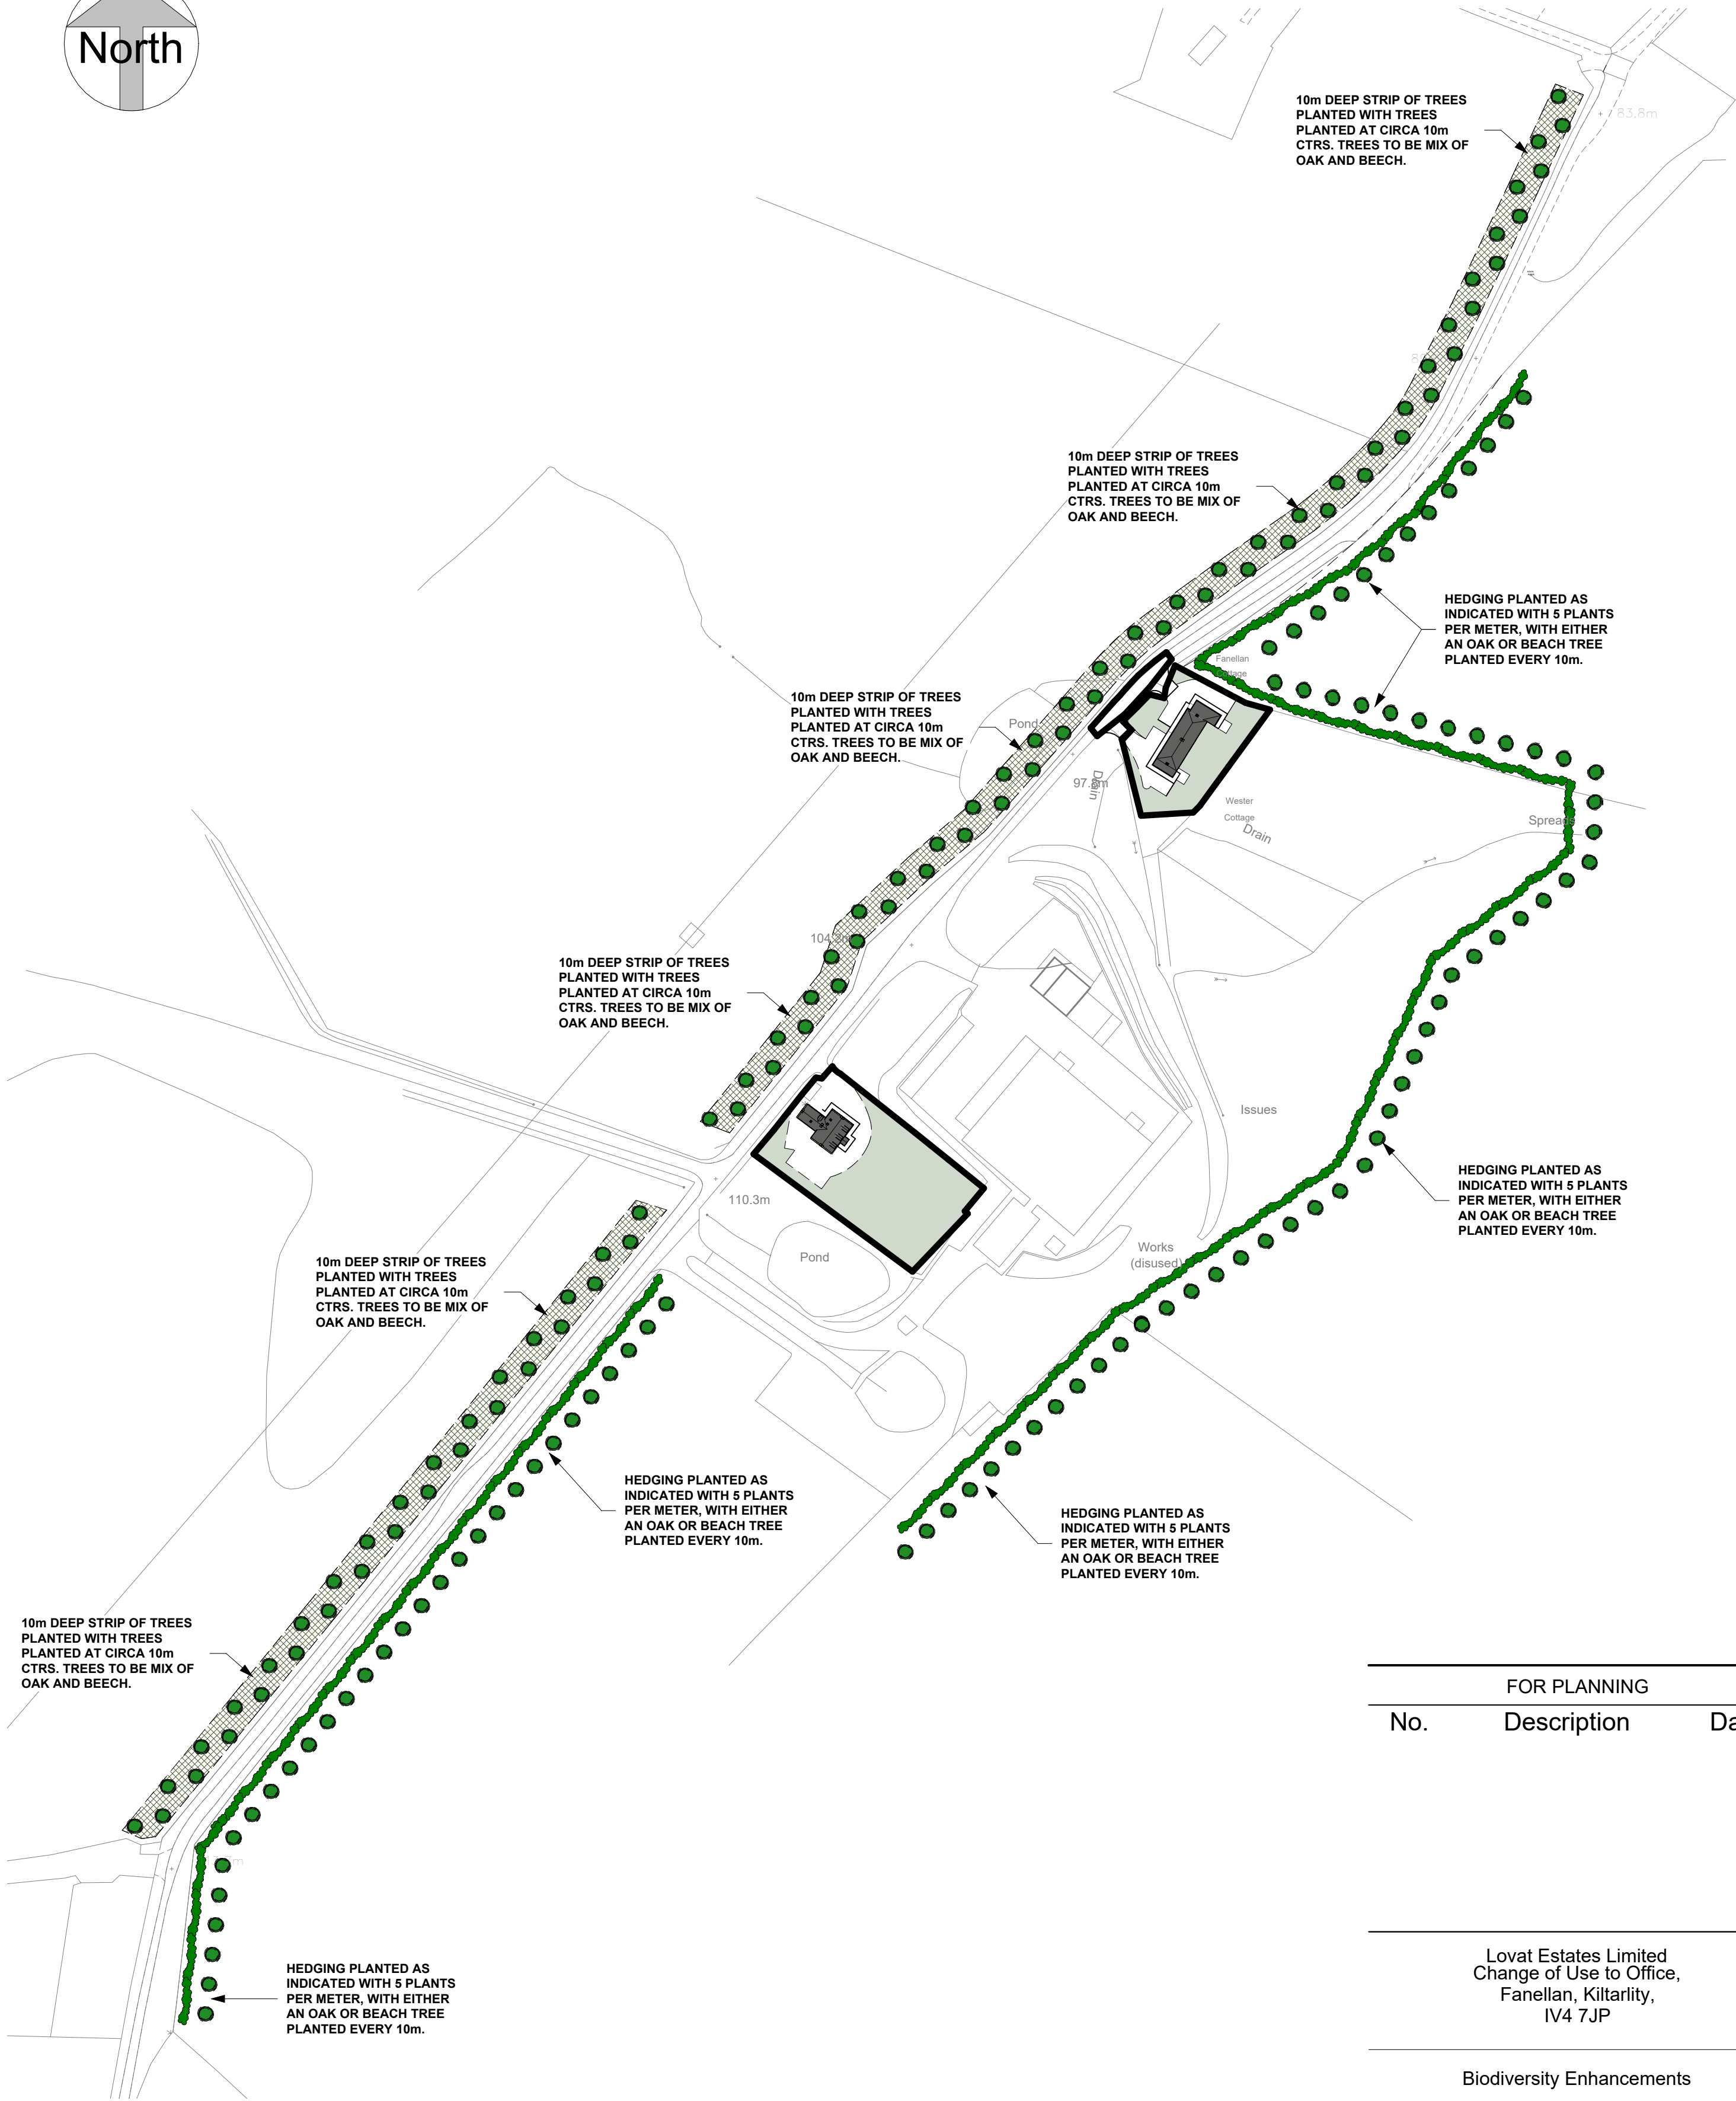 North
10m DEEP STRIP OF TREES
PLANTED WITH TREES
PLANTED AT CIRCA 10m
CTRS. TREES TO BE MIX OF
OAK AND BEECH.
83.8m
10m DEEP STRIP OF TREES
PLANTED WITH TREES
PLANTED AT CIRCA 10m
CTRS. TREES TO BE MIX OF
OAK AND BEECH.
HEDGING PLANTED AS
INDICATED WITH 5 PLANTS
PER METER, WITH EITHER
AN OAK OR BEACH TREE
PLANTED EVERY 10m.
Fanellan
Cottage
10m DEEP STRIP OF TREES
PLANTED WITH TREES
PLANTED AT CIRCA 10m
CTRS. TREES TO BE MIX OF
OAK AND BEECH.
Pond
Drain
Wester
Cottage
Drain
Spreads
10m DEEP STRIP OF TREES
PLANTED WITH TREES
PLANTED AT CIRCA 10m
CTRS. TREES TO BE MIX OF
OAK AND BEECH.
Issues
110.3m
Pond
Works
(disused)
HEDGING PLANTED AS
INDICATED WITH 5 PLANTS
PER METER, WITH EITHER
AN OAK OR BEACH TREE
PLANTED EVERY 10m.
10m DEEP STRIP OF TREES
PLANTED WITH TREES
PLANTED AT CIRCA 10m
CTRS. TREES TO BE MIX OF
OAK AND BEECH.
HEDGING PLANTED AS
INDICATED WITH 5 PLANTS
PER METER, WITH EITHER
AN OAK OR BEACH TREE
PLANTED EVERY 10m.
HEDGING PLANTED AS
INDICATED WITH 5 PLANTS
PER METER, WITH EITHER
AN OAK OR BEACH TREE
PLANTED EVERY 10m.
10m DEEP STRIP OF TREES
PLANTED WITH TREES
PLANTED AT CIRCA 10m
CTRS. TREES TO BE MIX OF
OAK AND BEECH.
HEDGING PLANTED AS
INDICATED WITH 5 PLANTS
PER METER, WITH EITHER
AN OAK OR BEACH TREE
PLANTED EVERY 10m.
FOR PLANNING
No. Description
Lovat Estates Limited
Change of Use to Office,
Fanellan, Kiltarlity,
IV4 7JP
Biodiversity Enhancements